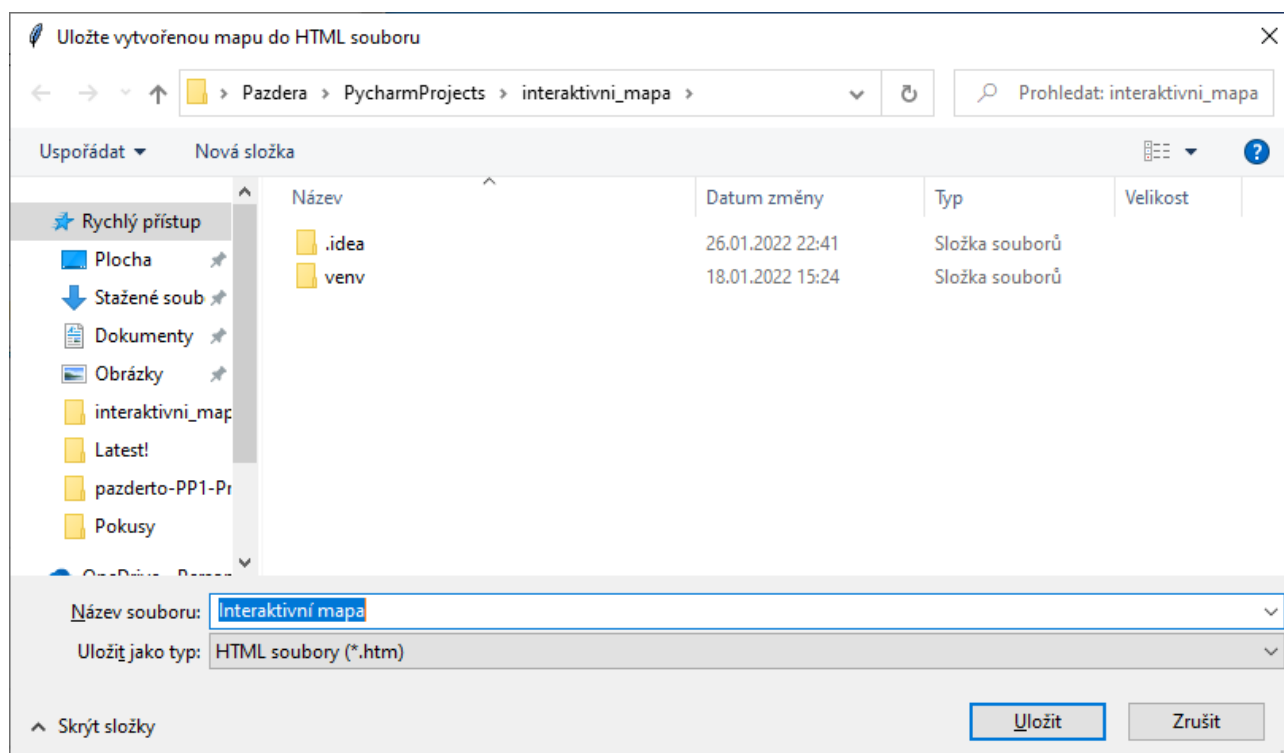 Uložte vytvořenou mapu do HTML souboru
Pazdera > PycharmProjects > interaktivni_mapa >
Prohledat: interaktivni_mapa
Uspořádat
Nová složka
Název
Datum změny
Typ
Velikost
Rychlý přístup
Plocha
Stažené soub
Dokumenty
Obrázky
interaktivni_map
Latest!
pazderto-PP1-Pr
Pokusy
.idea
26.01.2022 22:41
Složka souborů
venv
18.01.2022 15:24
Složka souborů
Název souboru:
Interaktivní mapa
Uložit jako typ:
HTML soubory (*.htm)
Skrýt složky
Uložit
Zrušit